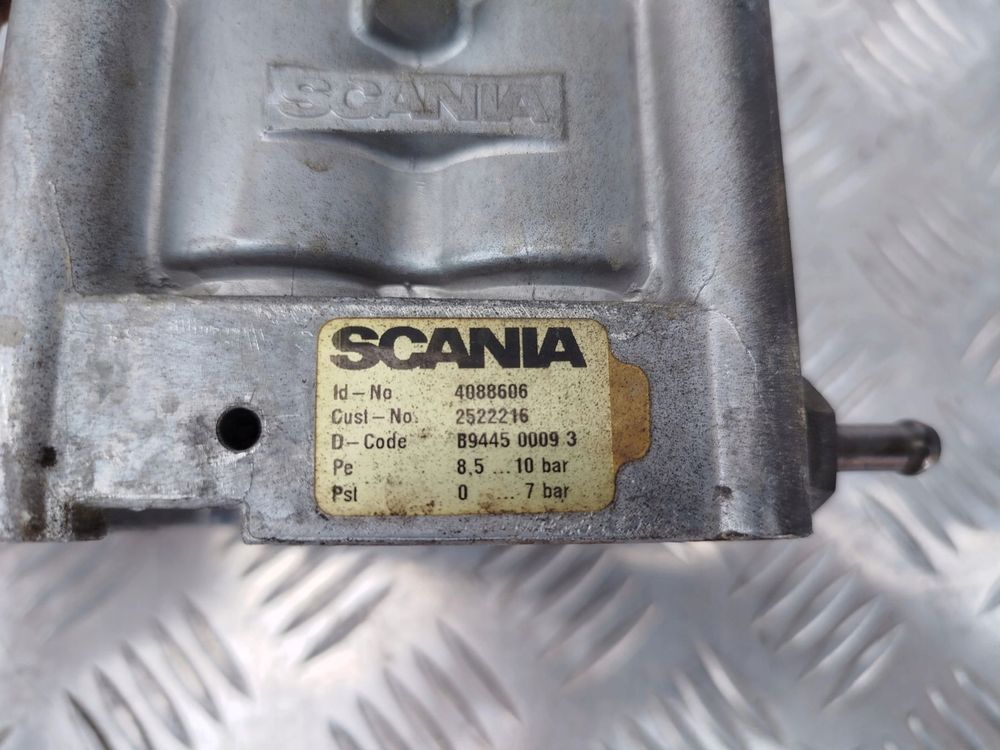 SCANIA
SCANIA
Id-No 4088606
Cust-No. 2522216
D-Code B9445 0009 3
Pe 8,5 ... 10 bar
Pst 0 ... 7 bar